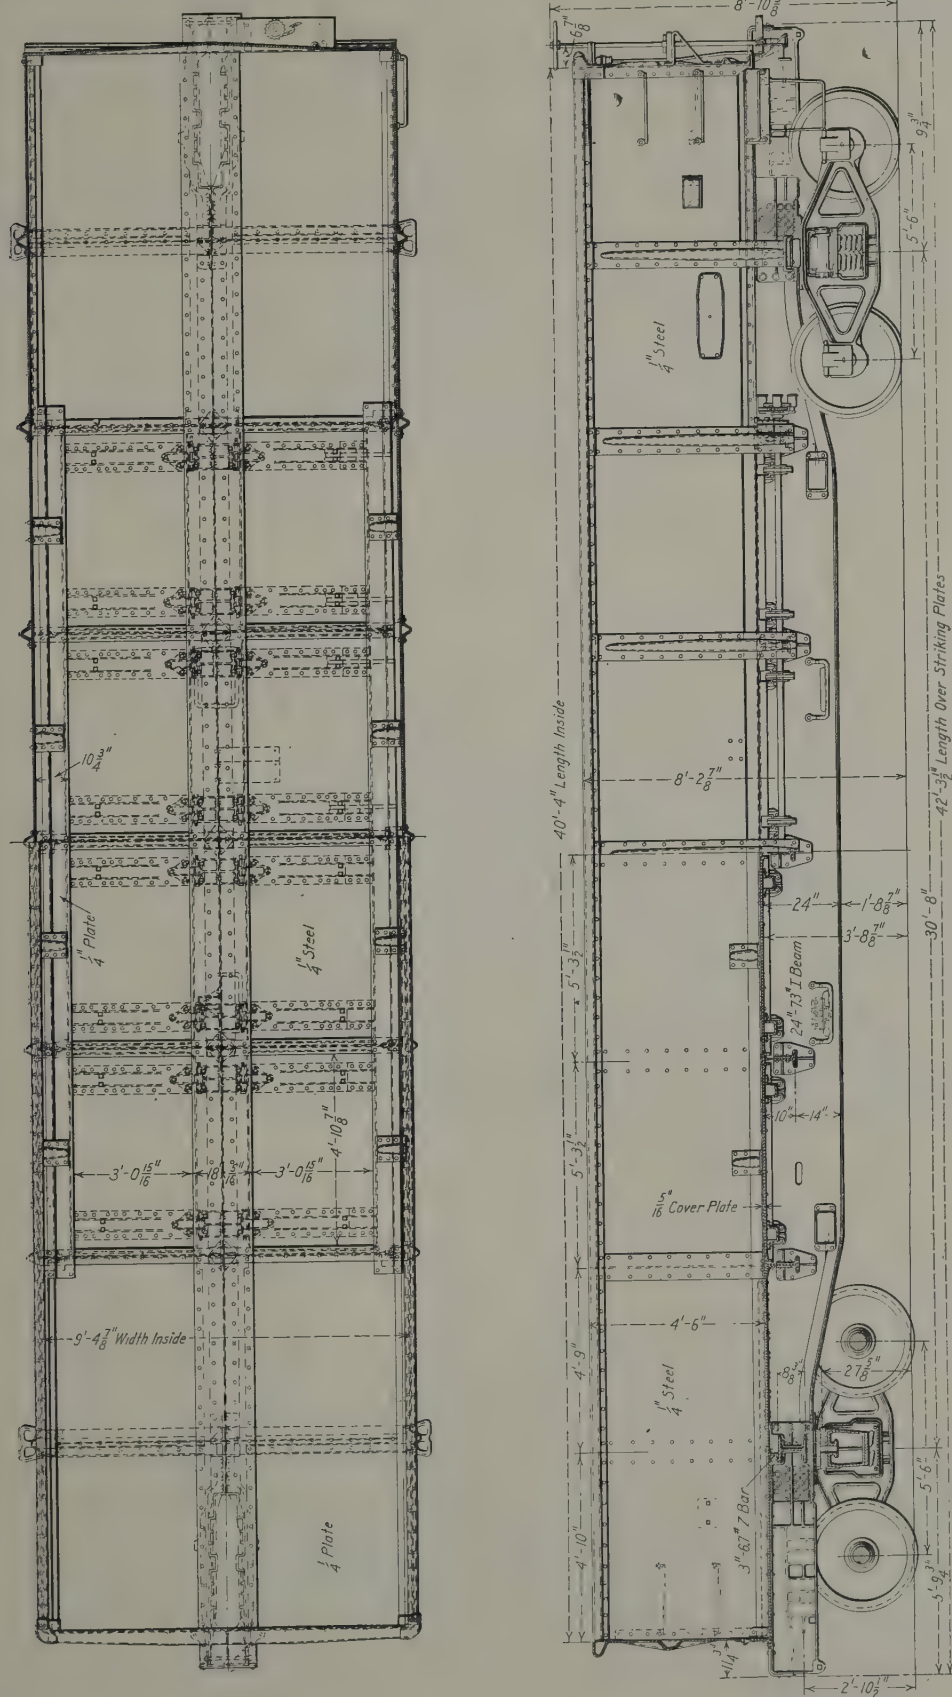 10 3/4"
1/4" Plate
1/4" Steel
4'-10 7/8"
3'-0 15/16"
18 3/16"
3'-0 15/16"
9'-4 7/8" Width Inside
1/4" Plate
8'-10 3/8"
6 7/8"
9 3/4"
5'-6"
1/4" Steel
40'-4" Length Inside
8'-2 7/8"
42'-3 1/2" Length Over Striking Plates
30'-8"
24"
1'-8 7/8"
3'-8 7/8"
5'-3 1/2"
24"-73# I Beam
10"
14"
5'-3 1/2"
5/16" Cover Plate
4'-6"
4'-9"
1/4" Steel
27 5/8"
5'-6"
3"-6.7# Z Bar
4'-10"
5'-9 3/4"
11 3/4"
2'-10 1/2"